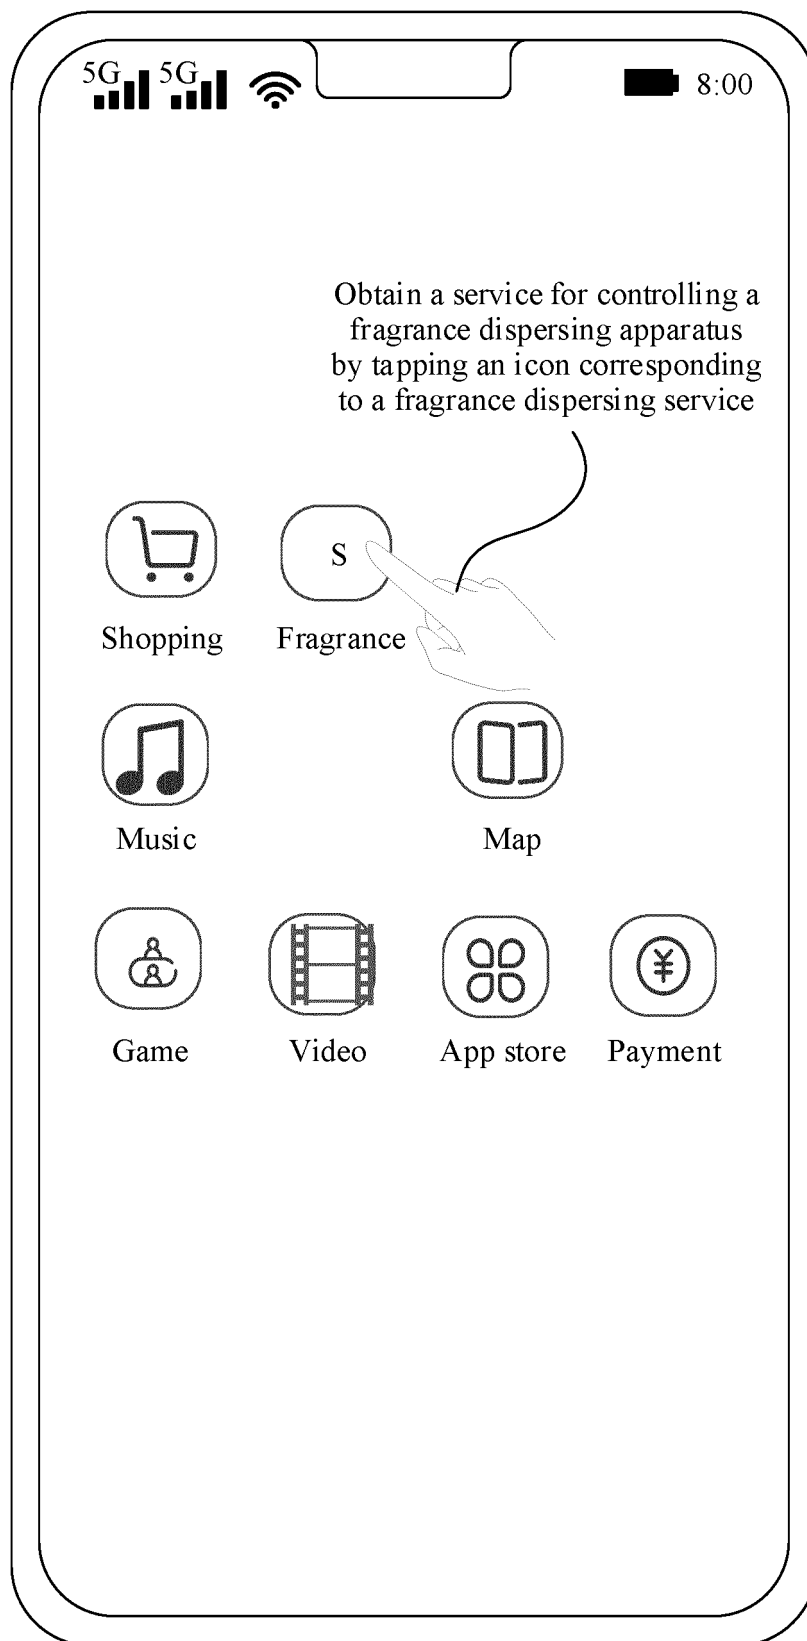 5G 5G 8:00
Obtain a service for controlling a
fragrance dispersing apparatus
by tapping an icon corresponding
to a fragrance dispersing service
S
Shopping Fragrance
Music Map
¥
Game Video App store Payment